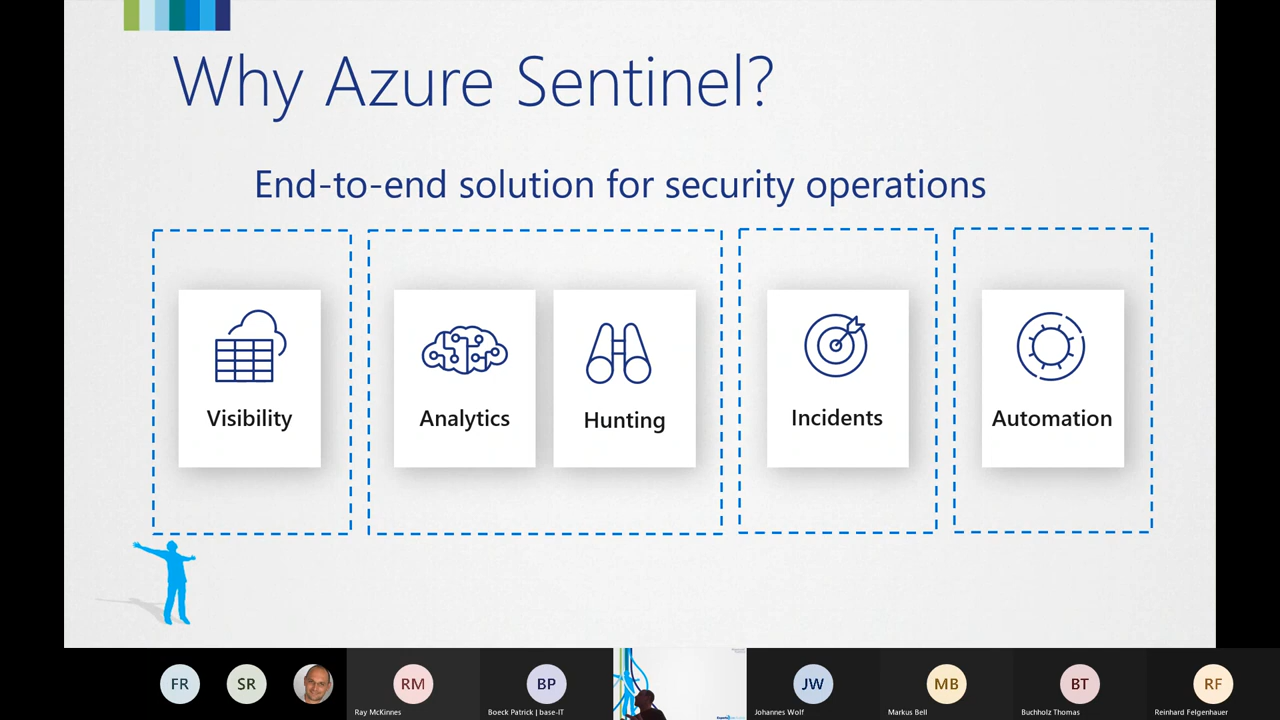 Why Azure Sentinel?
End-to-end solution for security operations
Visibility
Analytics
Hunting
Incidents
Automation
FR
SR
RM
BP
JW
MB
BT
RF
Ray McKinnes
Boeck Patrick | base-IT
Johannes Wolf
Markus Bell
Buchholz Thomas
Reinhard Felgenhauer